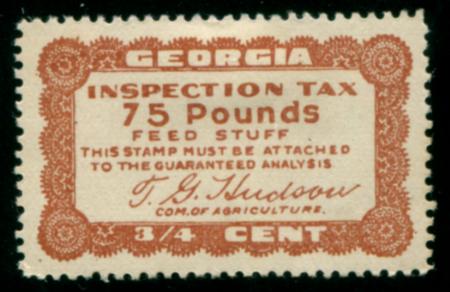 GEORGIA
INSPECTION TAX
75 Pounds
FEED STUFF
THIS STAMP MUST BE ATTACHED
TO THE GUARANTEED ANALYSIS.
T. G. Hudson
COM. OF AGRICULTURE.
3/4 CENT